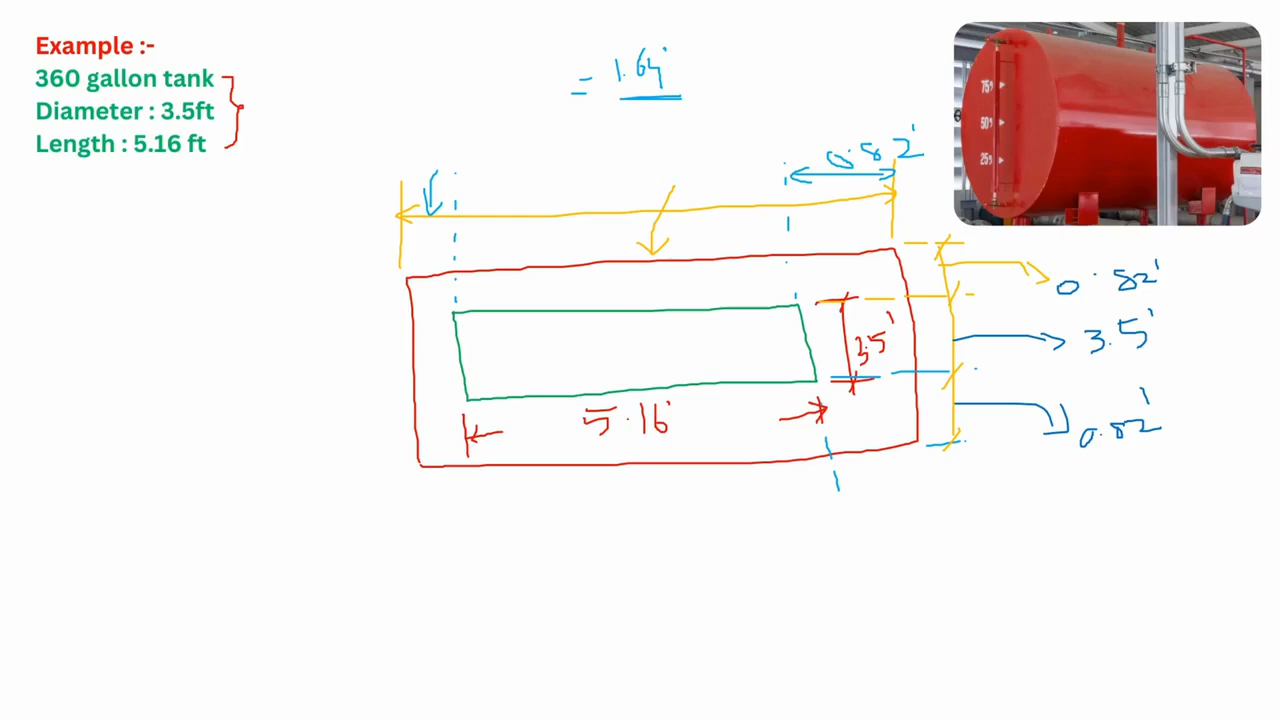 Example :-
360 gallon tank
Diameter : 3.5ft
Length : 5.16 ft
= 1.64'
0.82'
75%
50%
25%
0.82'
3.5'
3.5'
5.16'
0.82'